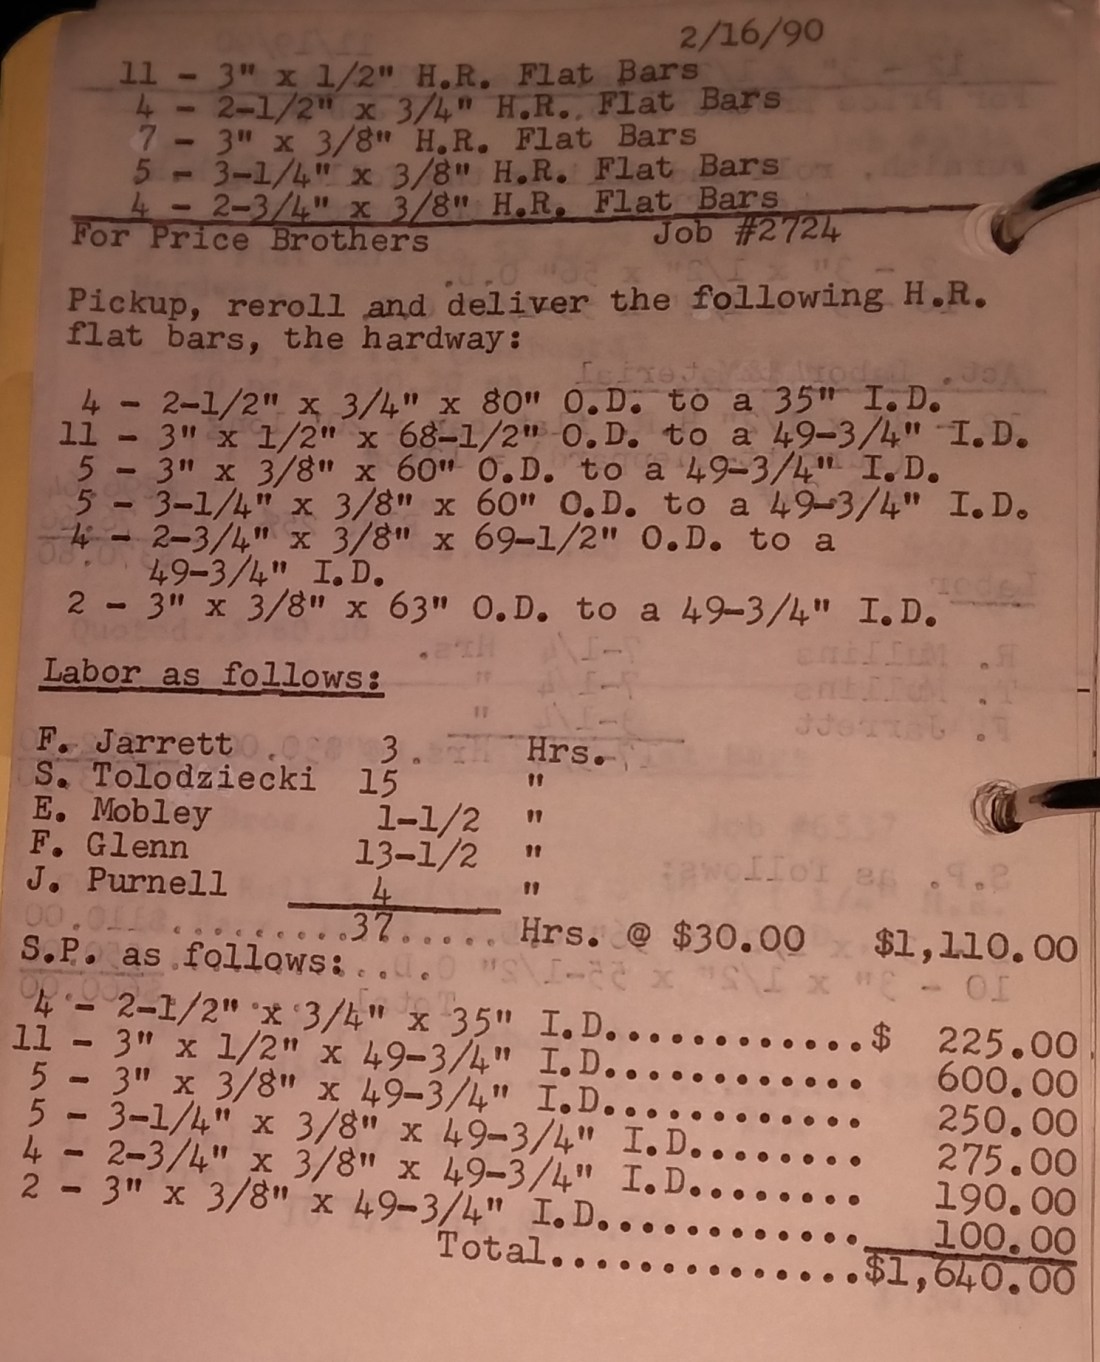 2/16/90
11 - 3" x 1/2" H.R. Flat Bars
4 - 2-1/2" x 3/4" H.R. Flat Bars
7 - 3" x 3/8" H.R. Flat Bars
5 - 3-1/4" x 3/8" H.R. Flat Bars
4 - 2-3/4" x 3/8" H.R. Flat Bars
For Price Brothers Job #2724
Pickup, reroll and deliver the following H.R.
flat bars, the hardway:
4 - 2-1/2" x 3/4" x 80" O.D. to a 35" I.D.
11 - 3" x 1/2" x 68-1/2" O.D. to a 49-3/4" I.D.
5 - 3" x 3/8" x 60" O.D. to a 49-3/4" I.D.
5 - 3-1/4" x 3/8" x 60" O.D. to a 49-3/4" I.D.
4 - 2-3/4" x 3/8" x 69-1/2" O.D. to a
49-3/4" I.D.
2 - 3" x 3/8" x 63" O.D. to a 49-3/4" I.D.
Labor as follows:
F. Jarrett 3 Hrs.
S. Tolodziecki 15 "
E. Mobley 1-1/2 "
F. Glenn 13-1/2 "
J. Purnell 4 "
37..... Hrs. @ $30.00 $1,110.00
S.P. as follows:
4 - 2-1/2" x 3/4" x 35" I.D............$ 225.00
11 - 3" x 1/2" x 49-3/4" I.D............ 600.00
5 - 3" x 3/8" x 49-3/4" I.D............ 250.00
5 - 3-1/4" x 3/8" x 49-3/4" I.D........ 275.00
4 - 2-3/4" x 3/8" x 49-3/4" I.D........ 190.00
2 - 3" x 3/8" x 49-3/4" I.D............ 100.00
Total..............$1,640.00